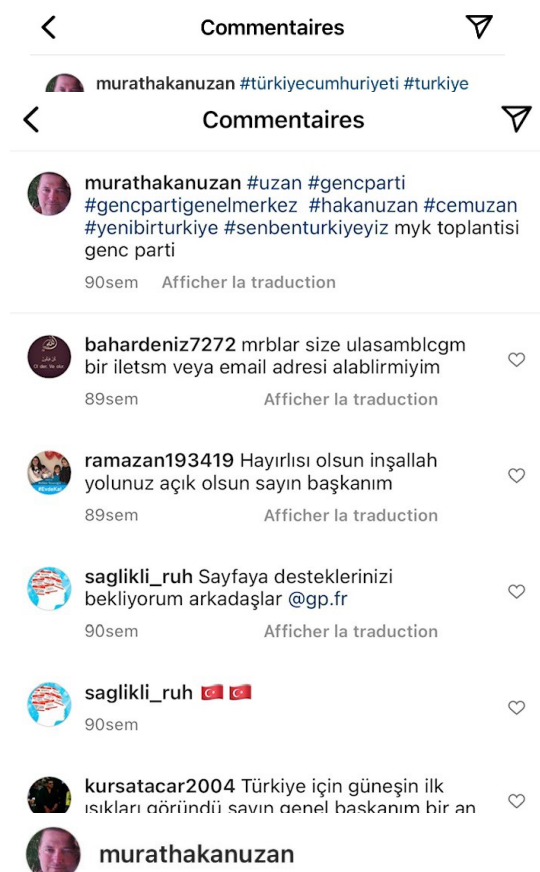 Commentaires
murathakanuzan #türkiyecumhuriyeti #turkiye
Commentaires
murathakanuzan #uzan #gencparti
#gencpartigenelmerkez #hakanuzan #cemuzan
#yenibirturkiye #senbenturkiyeyiz myk toplantisi
genc parti
90sem Afficher la traduction
bahardeniz7272 mrblar size ulasamblcgm
bir iletsm veya email adresi alablirmiyim
89sem Afficher la traduction
ramazan193419 Hayırlısı olsun inşallah
yolunuz açık olsun sayın başkanım
89sem Afficher la traduction
saglikli_ruh Sayfaya desteklerinizi
bekliyorum arkadaşlar @gp.fr
90sem Afficher la traduction
saglikli_ruh 🇹🇷 🇹🇷
90sem
kursatacar2004 Türkiye için güneşin ilk
ışıkları göründü sayın genel başkanım bir an
murathakanuzan